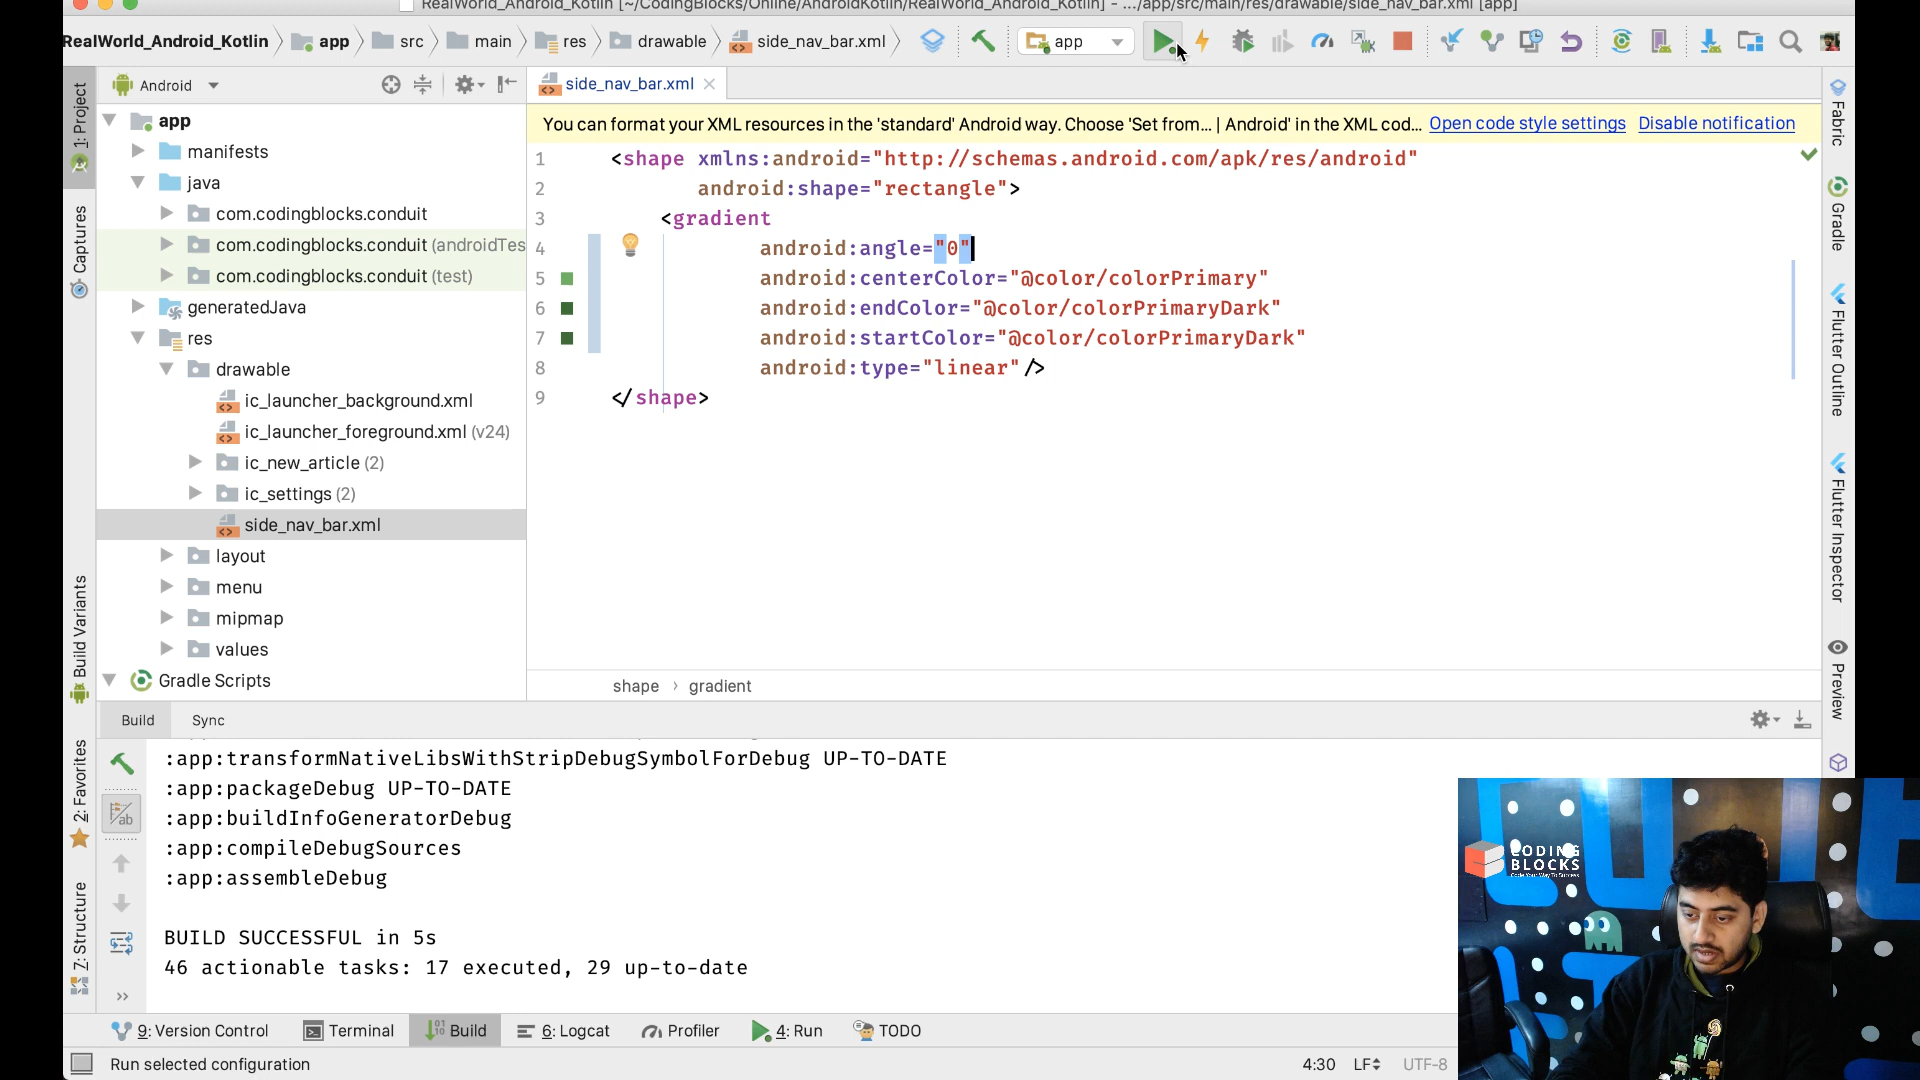 RealWorld_Android_Kotlin [~/CodingBlocks/Online/AndroidKotlin/RealWorld_Android_Kotlin] - .../app/src/main/res/drawable/side_nav_bar.xml [app]
RealWorld_Android_Kotlin app src main res drawable side_nav_bar.xml app
1: Project
Captures
Build Variants
2: Favorites
7: Structure
Android
app
manifests
java
com.codingblocks.conduit
com.codingblocks.conduit (androidTes
com.codingblocks.conduit (test)
generatedJava
res
drawable
ic_launcher_background.xml
ic_launcher_foreground.xml (v24)
ic_new_article (2)
ic_settings (2)
side_nav_bar.xml
layout
menu
mipmap
values
Gradle Scripts
side_nav_bar.xml
You can format your XML resources in the 'standard' Android way. Choose 'Set from... | Android' in the XML cod... Open code style settings Disable notification
1 <shape xmlns:android="http://schemas.android.com/apk/res/android"
2 android:shape="rectangle">
3 <gradient
4 android:angle="0"
5 android:centerColor="@color/colorPrimary"
6 android:endColor="@color/colorPrimaryDark"
7 android:startColor="@color/colorPrimaryDark"
8 android:type="linear"/>
9 </shape>
shape › gradient
Fabric
Gradle
Flutter Outline
Flutter Inspector
Preview
Build Sync
:app:transformNativeLibsWithStripDebugSymbolForDebug UP-TO-DATE
:app:packageDebug UP-TO-DATE
:app:buildInfoGeneratorDebug
:app:compileDebugSources
:app:assembleDebug
BUILD SUCCESSFUL in 5s
46 actionable tasks: 17 executed, 29 up-to-date
9: Version Control Terminal Build 6: Logcat Profiler 4: Run TODO
Run selected configuration 4:30 LF UTF-8
CODING
BLOCKS
Code Your Way To Success